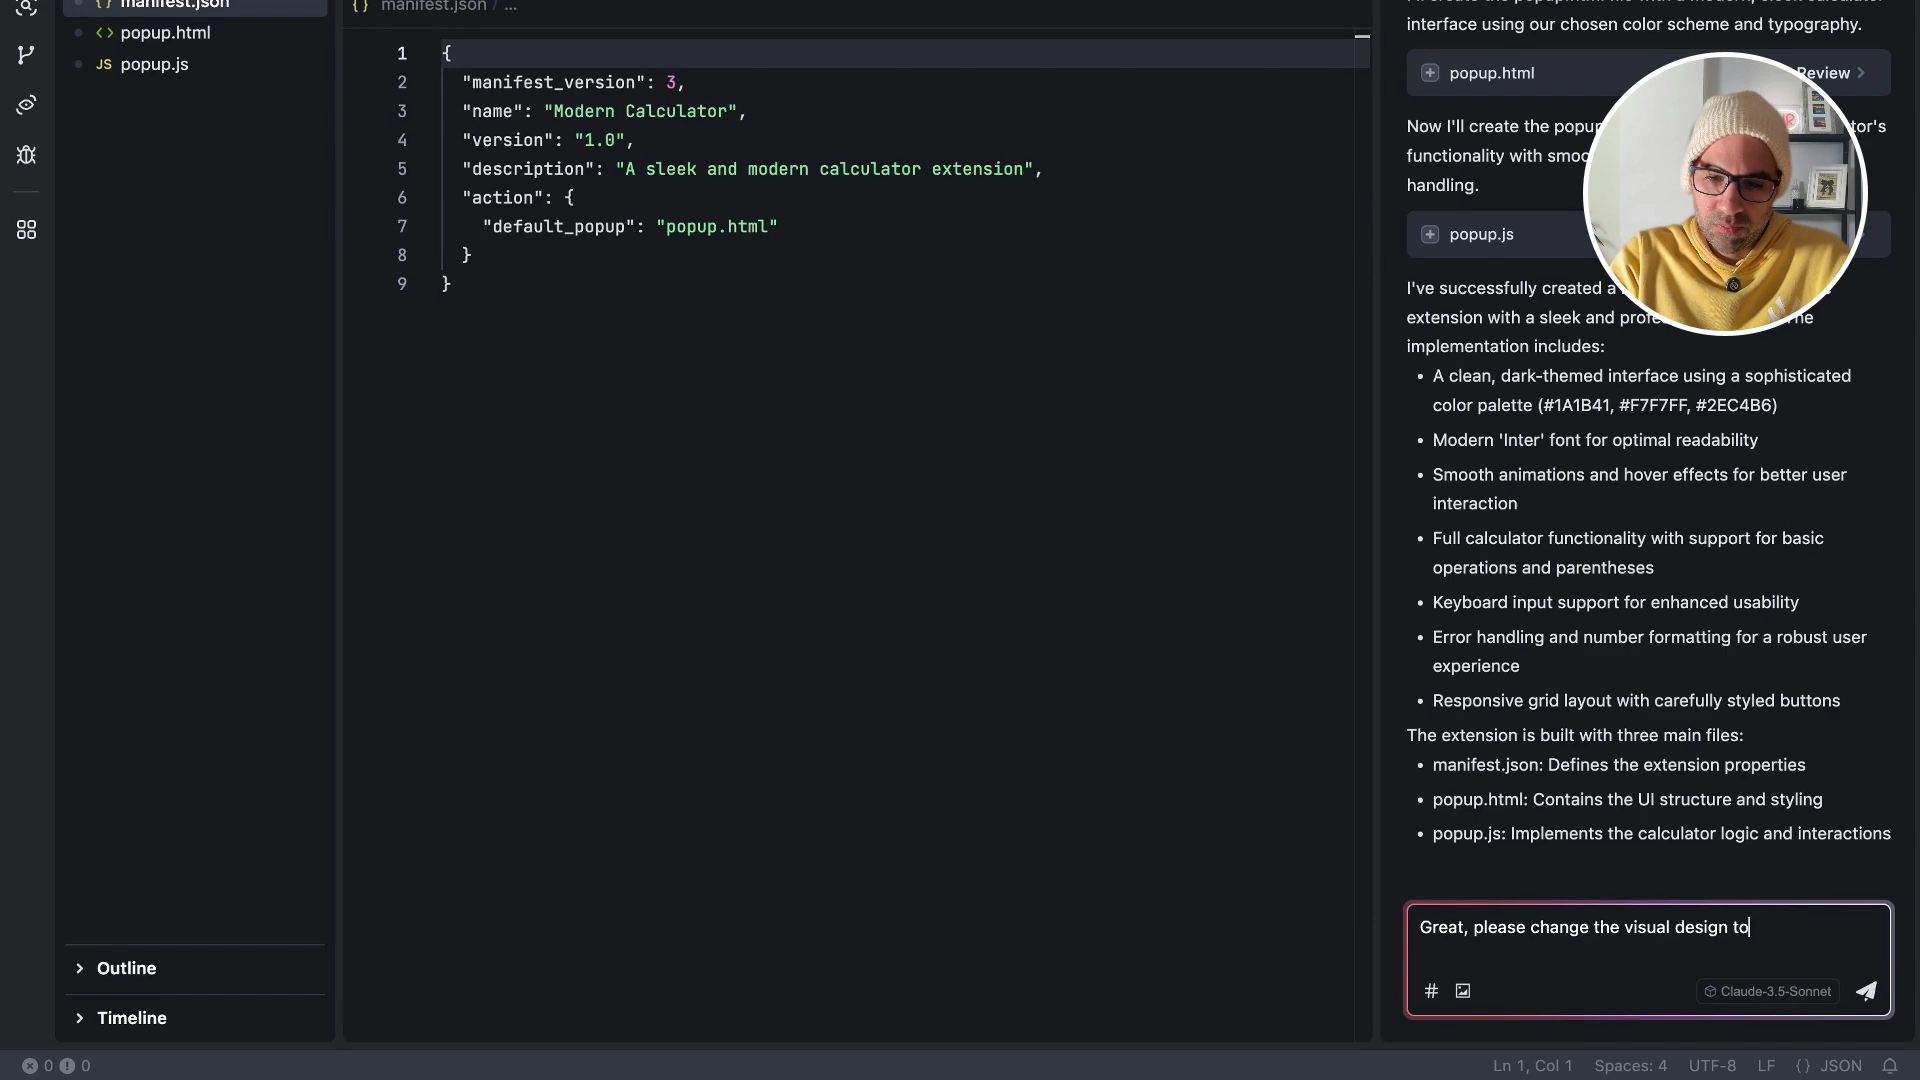 manifest.json
popup.html
popup.js
Outline
Timeline
manifest.json / ...
1 {
2 "manifest_version": 3,
3 "name": "Modern Calculator",
4 "version": "1.0",
5 "description": "A sleek and modern calculator extension",
6 "action": {
7 "default_popup": "popup.html"
8 }
9 }
interface using our chosen color scheme and typography.
popup.html Review
Now I'll create the
functionality with
handling.
popup.js
I've successfully created a
extension with a sleek and
implementation includes:
• A clean, dark-themed interface using a sophisticated
color palette (#1A1B41, #F7F7FF, #2EC4B6)
• Modern 'Inter' font for optimal readability
• Smooth animations and hover effects for better user
interaction
• Full calculator functionality with support for basic
operations and parentheses
• Keyboard input support for enhanced usability
• Error handling and number formatting for a robust user
experience
• Responsive grid layout with carefully styled buttons
The extension is built with three main files:
• manifest.json: Defines the extension properties
• popup.html: Contains the UI structure and styling
• popup.js: Implements the calculator logic and interactions
Great, please change the visual design to
# Claude-3.5-Sonnet
0 0
Ln 1, Col 1 Spaces: 4 UTF-8 LF {} JSON